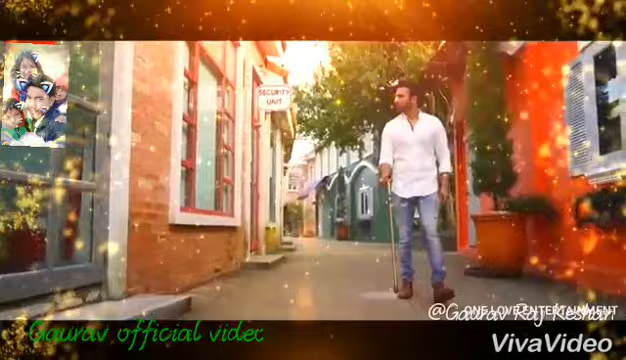 SECURITY
UNIT
@Gaurav Raj Keshari
ONE LOVE ENTERTAINMENT
Gaurav official video
VivaVideo